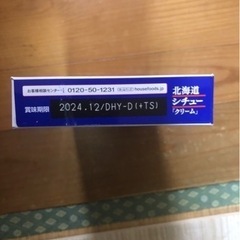 お客様相談センター 0120-50-1231 housefoods.jp
賞味期限 2024.12/DHY-D(+TS)
北海道
シチュー
「クリーム」